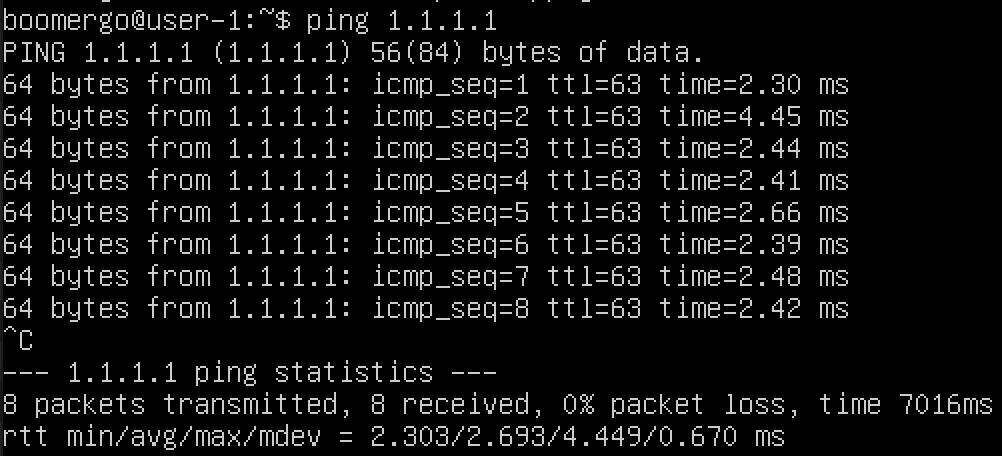 boomergo@user-1:~$ ping 1.1.1.1
PING 1.1.1.1 (1.1.1.1) 56(84) bytes of data.
64 bytes from 1.1.1.1: icmp_seq=1 ttl=63 time=2.30 ms
64 bytes from 1.1.1.1: icmp_seq=2 ttl=63 time=4.45 ms
64 bytes from 1.1.1.1: icmp_seq=3 ttl=63 time=2.44 ms
64 bytes from 1.1.1.1: icmp_seq=4 ttl=63 time=2.41 ms
64 bytes from 1.1.1.1: icmp_seq=5 ttl=63 time=2.66 ms
64 bytes from 1.1.1.1: icmp_seq=6 ttl=63 time=2.39 ms
64 bytes from 1.1.1.1: icmp_seq=7 ttl=63 time=2.48 ms
64 bytes from 1.1.1.1: icmp_seq=8 ttl=63 time=2.42 ms
^C
--- 1.1.1.1 ping statistics ---
8 packets transmitted, 8 received, 0% packet loss, time 7016ms
rtt min/avg/max/mdev = 2.303/2.693/4.449/0.670 ms